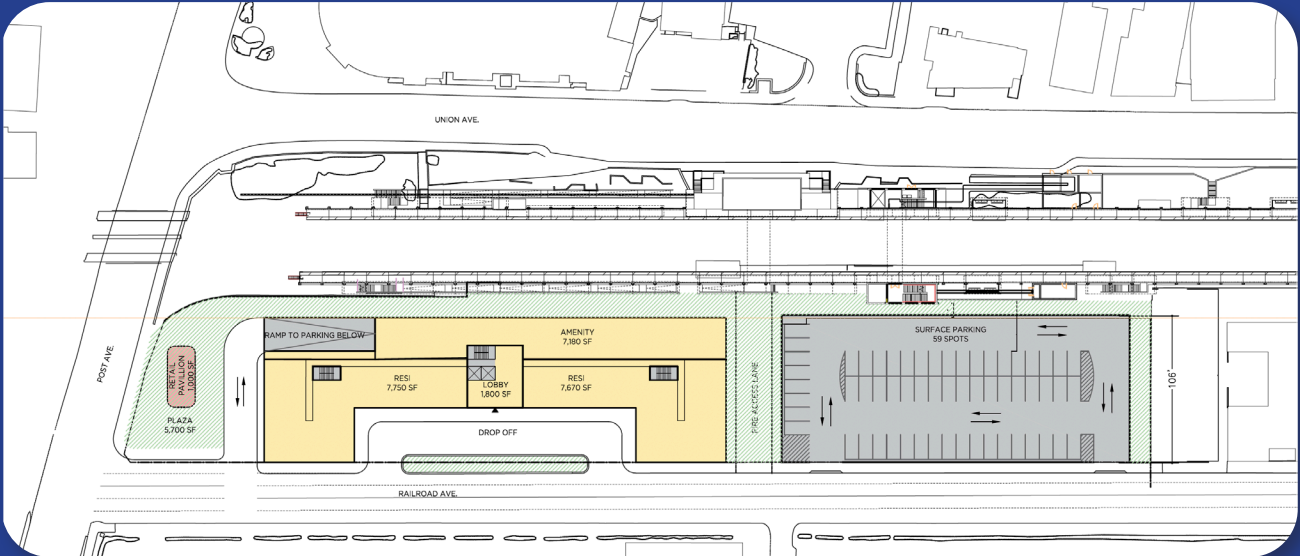 UNION AVE.
POST AVE.
RAMP TO PARKING BELOW
AMENITY
7,180 SF
SURFACE PARKING
59 SPOTS
RETAIL
PAVILLION
1,000 SF
RESI
7,750 SF
LOBBY
1,800 SF
RESI
7,670 SF
FIRE ACCESS LANE
106'
PLAZA
5,700 SF
DROP OFF
RAILROAD AVE.